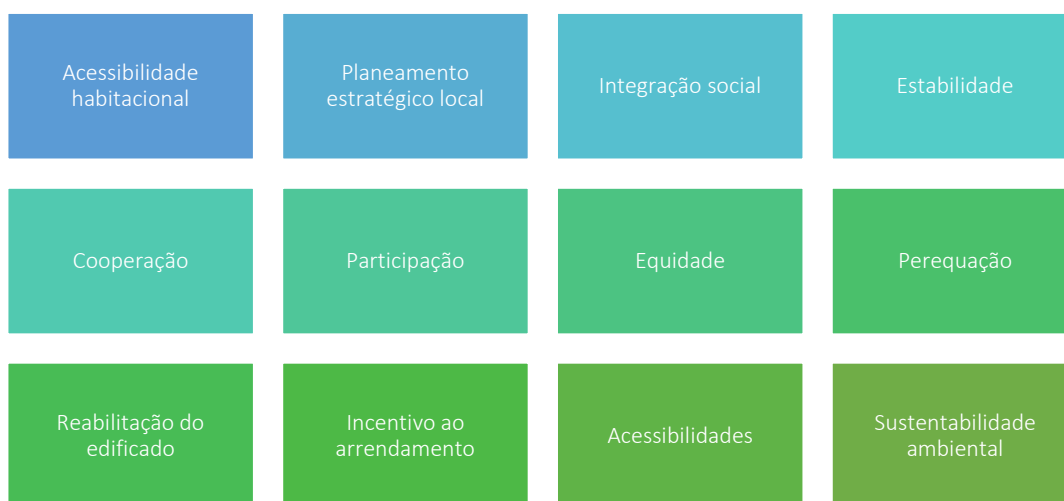 Acessibilidade
habitacional
Planeamento
estratégico local
Integração social
Estabilidade
Cooperação
Participação
Equidade
Perequação
Reabilitação do
edificado
Incentivo ao
arrendamento
Acessibilidades
Sustentabilidade
ambiental